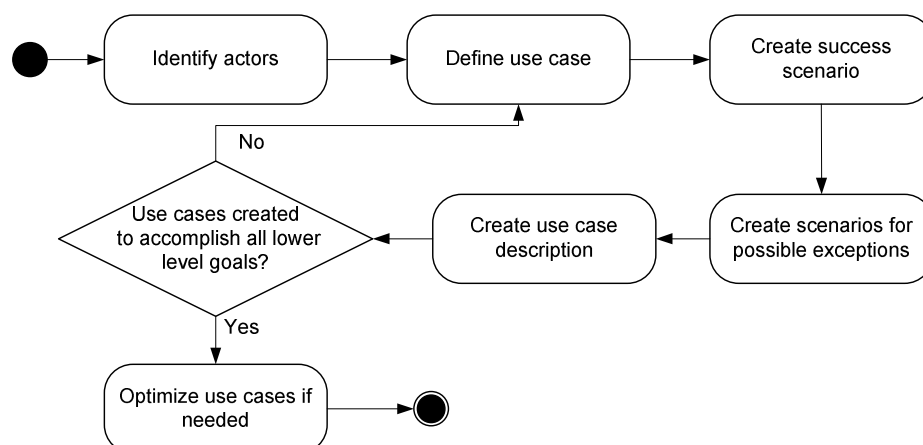 Identify actors
Define use case
Create success
scenario
No
Use cases created
to accomplish all lower
level goals?
Create use case
description
Create scenarios for
possible exceptions
Yes
Optimize use cases if
needed